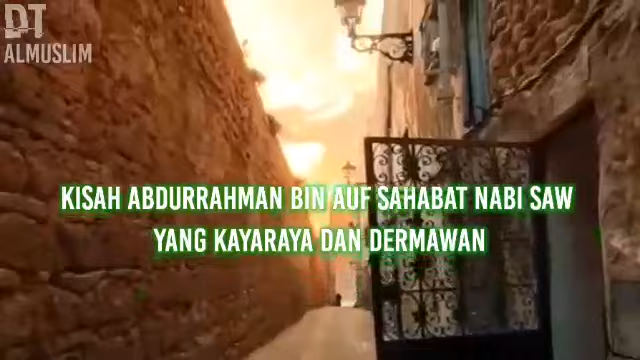 DT
ALMUSLIM
KISAH ABDURRAHMAN BIN AUF SAHABAT NABI SAW
YANG KAYARAYA DAN DERMAWAN